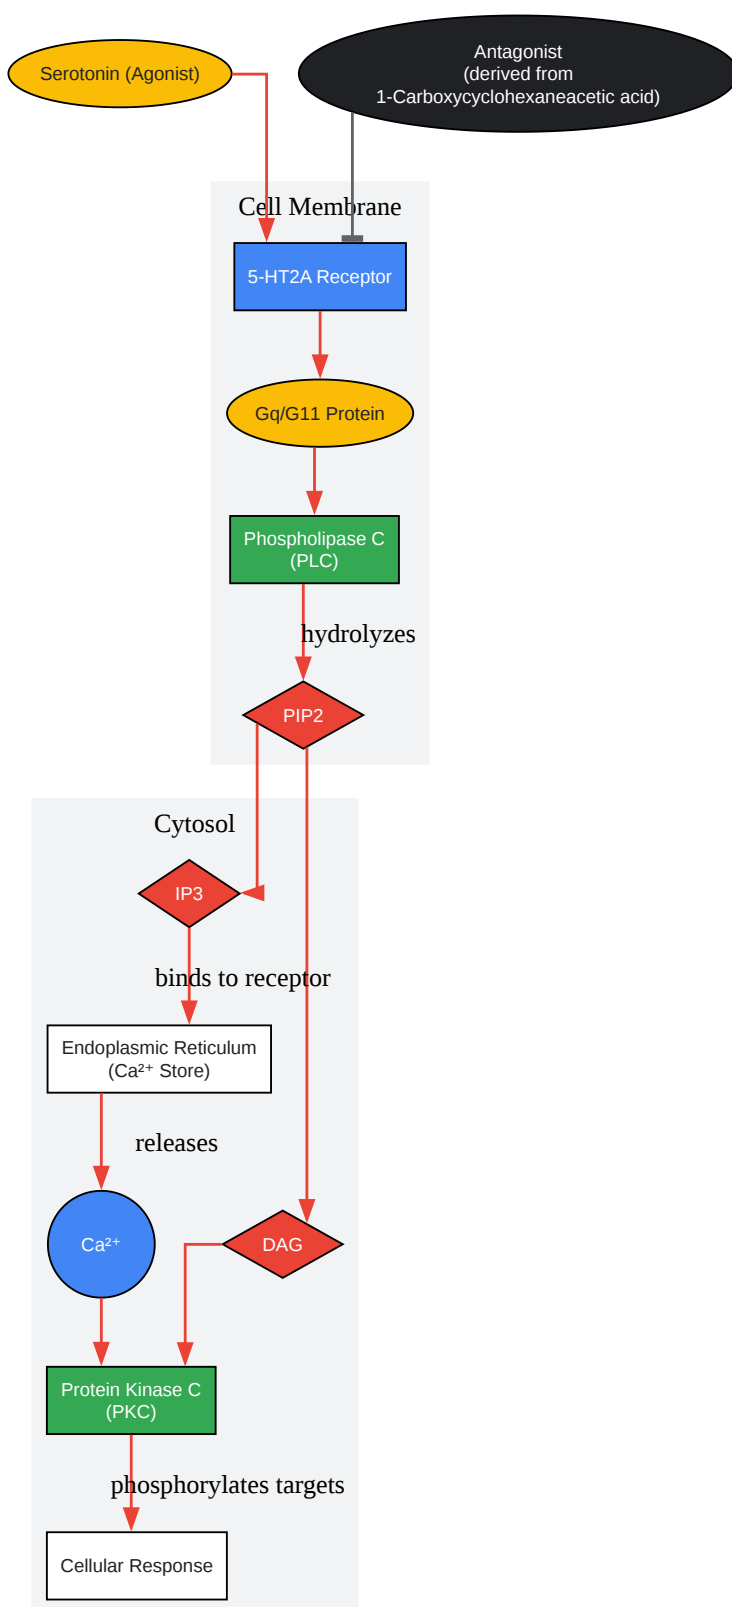 Serotonin (Agonist)
Antagonist
(derived from
1-Carboxycyclohexaneacetic acid)
Cell Membrane
5-HT2A Receptor
Gq/G11 Protein
Phospholipase C
(PLC)
hydrolyzes
PIP2
Cytosol
IP3
binds to receptor
Endoplasmic Reticulum
(Ca²⁺ Store)
releases
Ca²⁺
DAG
Protein Kinase C
(PKC)
phosphorylates targets
Cellular Response